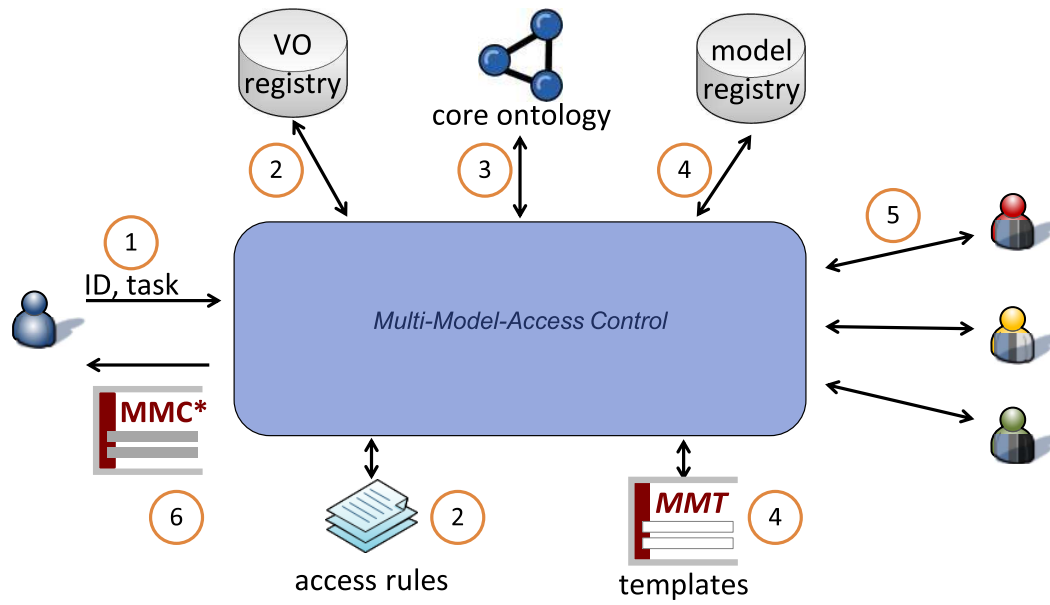 VO
registry
core ontology
model
registry
2
3
4
5
1
ID, task
Multi-Model-Access Control
MMC*
6
2
access rules
MMT
4
templates